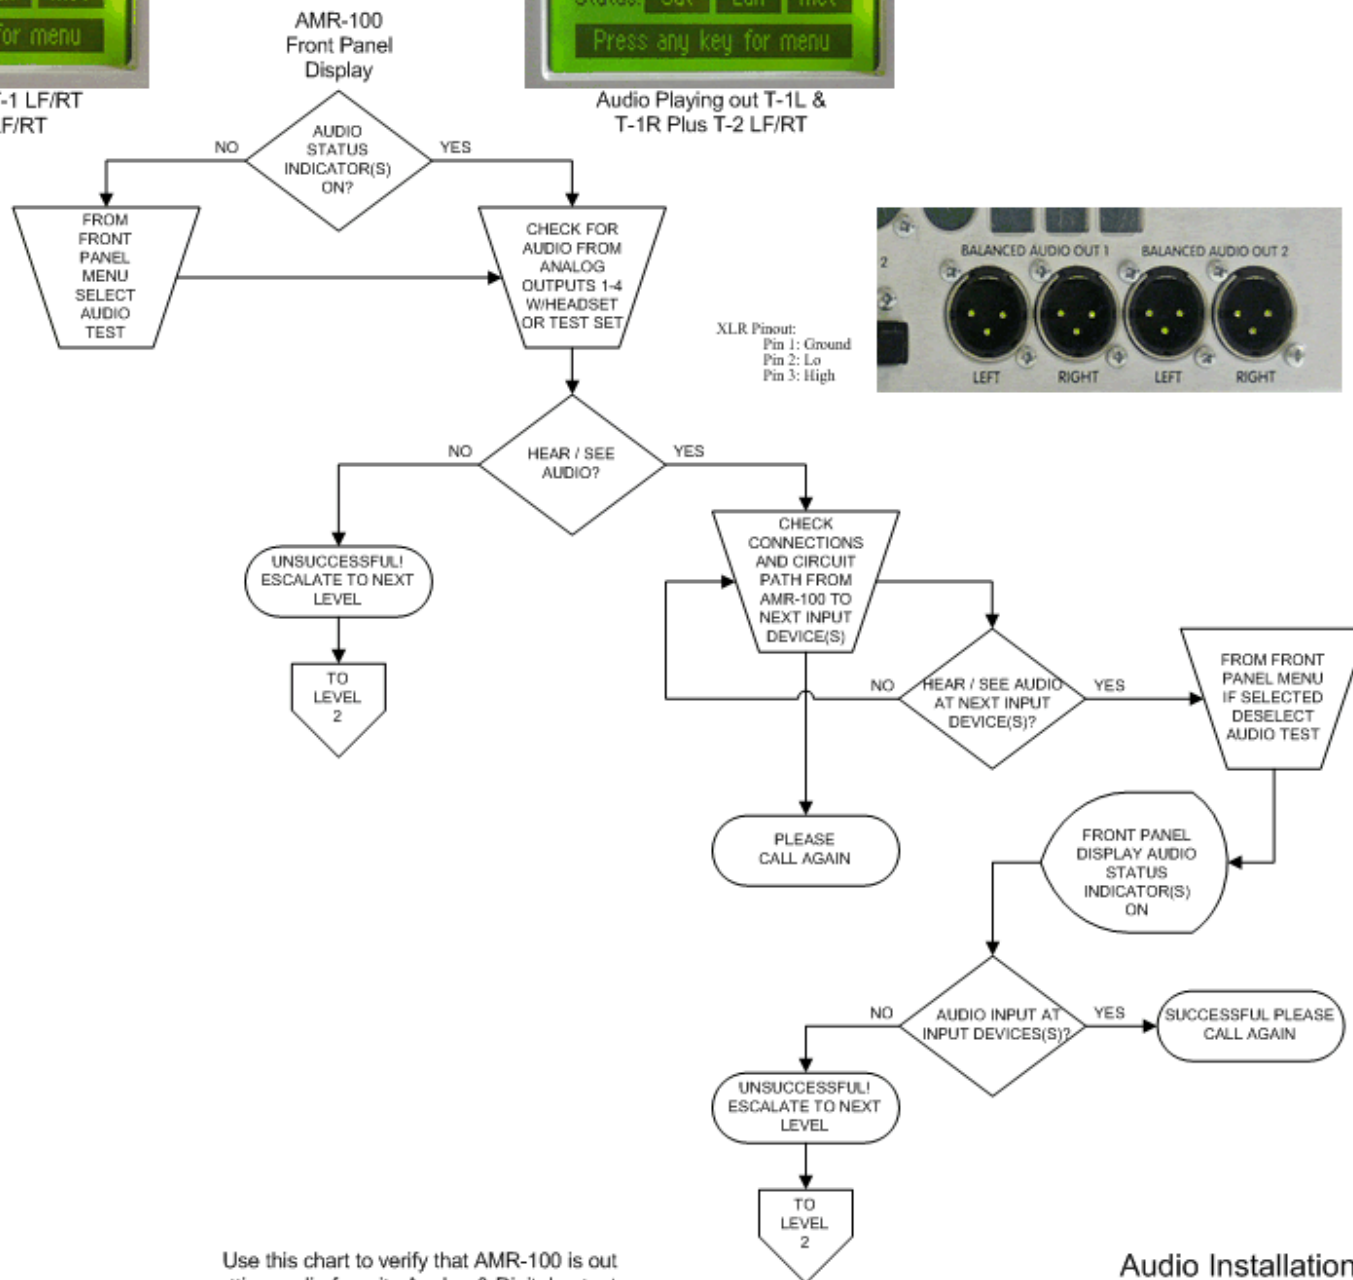 for menu
Press any key for menu
AMR-100
Front Panel
Display
-1 LF/RT
F/RT
Audio Playing out T-1L &
T-1R Plus T-2 LF/RT
AUDIO
STATUS
INDICATOR(S)
ON?
NO
YES
FROM
FRONT
PANEL
MENU
SELECT
AUDIO
TEST
CHECK FOR
AUDIO FROM
ANALOG
OUTPUTS 1-4
W/HEADSET
OR TEST SET
XLR Pinout:
Pin 1: Ground
Pin 2: Lo
Pin 3: High
2
BALANCED AUDIO OUT 1
BALANCED AUDIO OUT 2
LEFT
RIGHT
LEFT
RIGHT
HEAR / SEE
AUDIO?
NO
YES
UNSUCCESSFUL!
ESCALATE TO NEXT
LEVEL
TO
LEVEL
2
CHECK
CONNECTIONS
AND CIRCUIT
PATH FROM
AMR-100 TO
NEXT INPUT
DEVICE(S)
HEAR / SEE AUDIO
AT NEXT INPUT
DEVICE(S)?
NO
YES
FROM FRONT
PANEL MENU
IF SELECTED
DESELECT
AUDIO TEST
PLEASE
CALL AGAIN
FRONT PANEL
DISPLAY AUDIO
STATUS
INDICATOR(S)
ON
AUDIO INPUT AT
INPUT DEVICES(S)?
NO
YES
SUCCESSFUL PLEASE
CALL AGAIN
UNSUCCESSFUL!
ESCALATE TO NEXT
LEVEL
TO
LEVEL
2
Use this chart to verify that AMR-100 is out
Audio Installation